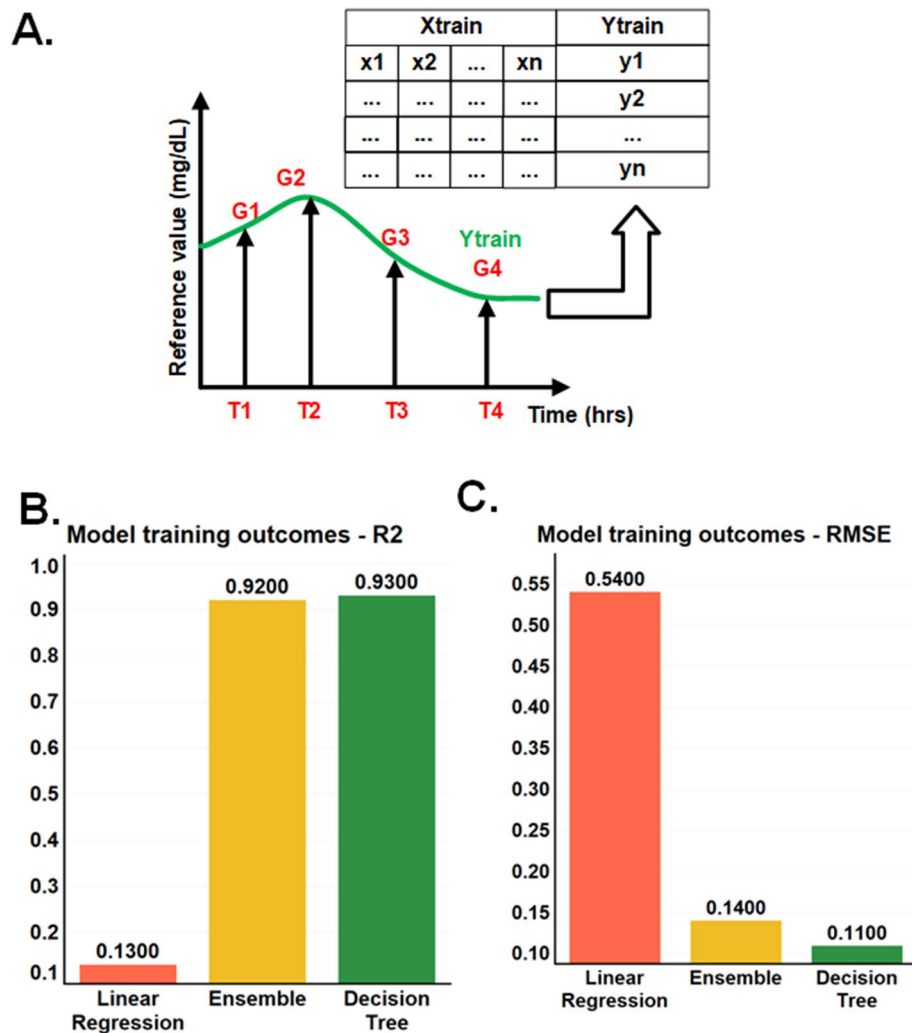 A.
Xtrain Ytrain
x1 x2 ... xn y1
... ... ... ... y2
... ... ... ... ...
... ... ... ... yn
Reference value (mg/dL)
G1
G2
G3
Ytrain
G4
T1 T2 T3 T4 Time (hrs)
B.
Model training outcomes - R2
1.0
0.9
0.8
0.7
0.6
0.5
0.4
0.3
0.2
0.1
0.1300
0.9200
0.9300
Linear
Regression
Ensemble
Decision
Tree
C.
Model training outcomes - RMSE
0.55
0.50
0.45
0.40
0.35
0.30
0.25
0.20
0.15
0.10
0.5400
0.1400
0.1100
Linear
Regression
Ensemble
Decision
Tree